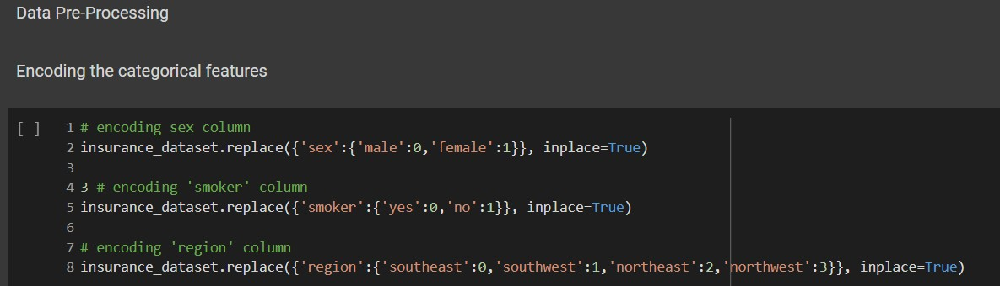 Data Pre-Processing
Encoding the categorical features
[ ] 1 # encoding sex column
2 insurance_dataset.replace({'sex':{'male':0,'female':1}}, inplace=True)
3
4 3 # encoding 'smoker' column
5 insurance_dataset.replace({'smoker':{'yes':0,'no':1}}, inplace=True)
6
7 # encoding 'region' column
8 insurance_dataset.replace({'region':{'southeast':0,'southwest':1,'northeast':2,'northwest':3}}, inplace=True)